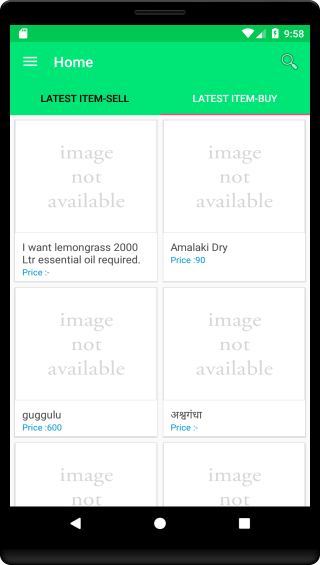 9:58
Home
LATEST ITEM-SELL
LATEST ITEM-BUY
image
not
available
image
not
available
I want lemongrass 2000
Ltr essential oil required.
Price :-
Amalaki Dry
Price :90
image
not
available
image
not
available
guggulu
Price :600
अश्वगंधा
Price :-
image
not
image
not